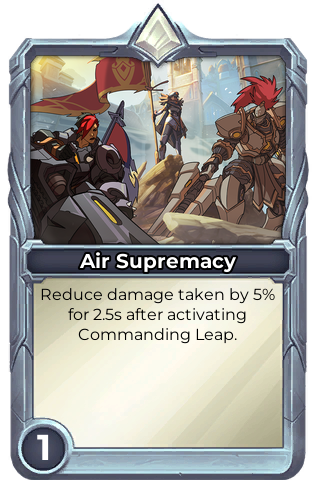 Air Supremacy
Reduce damage taken by 5%
for 2.5s after activating
Commanding Leap.
1